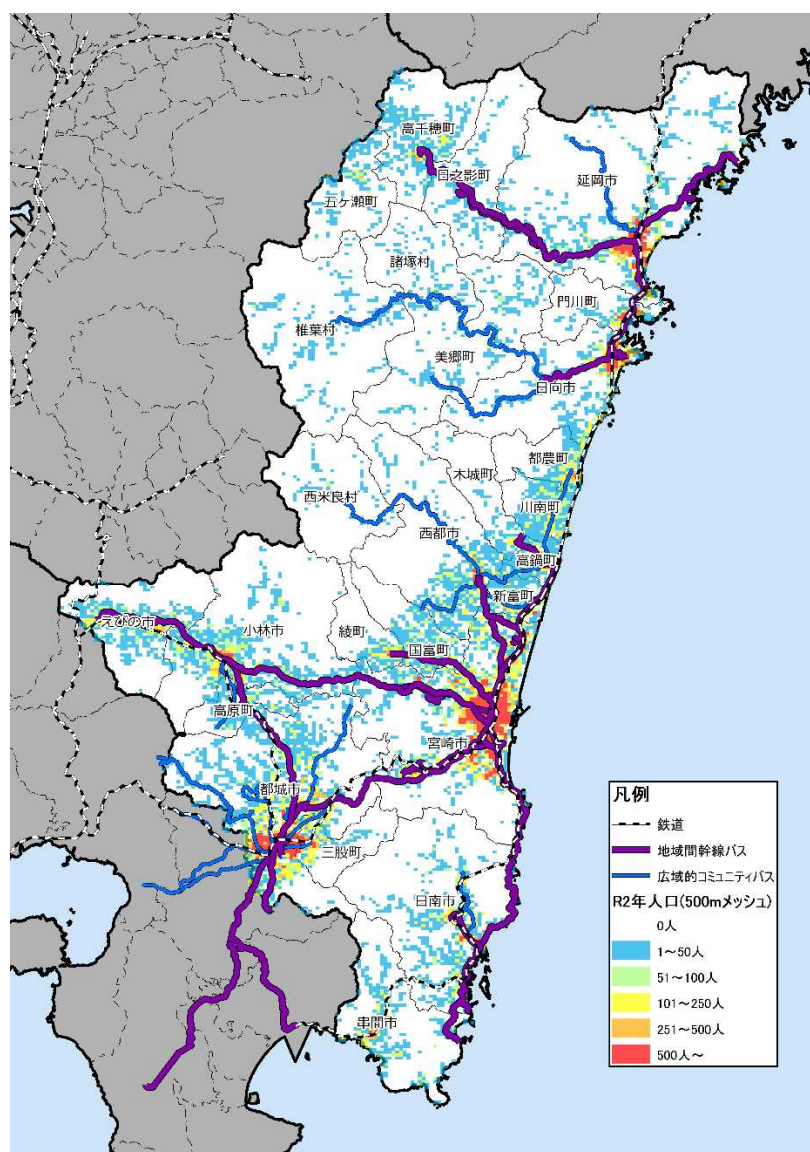 高千穂町
日之影町
延岡市
五ヶ瀬町
諸塚村
門川町
椎葉村
美郷町
日向市
木城町
都農町
西米良村
川南町
西都市
高鍋町
新富町
えびの市
小林市
綾町
国富町
高原町
宮崎市
都城市
三股町
日南市
串間市
凡例
鉄道
地域間幹線バス
広域的コミュニティバス
R2年人口(500mメッシュ)
0人
1～50人
51～100人
101～250人
251～500人
500人～